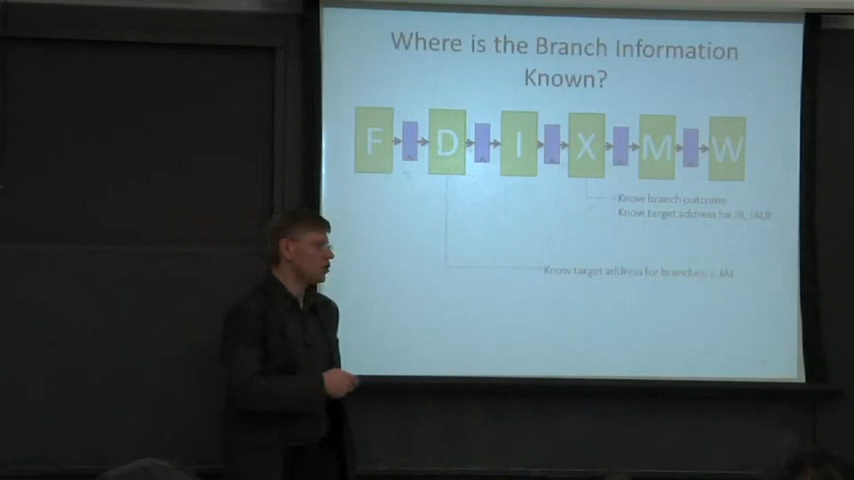 Where is the Branch Information
Known?
F D I X M W
Know branch outcome
Know target address for JR, JALR
Know target address for branches, J, JAL